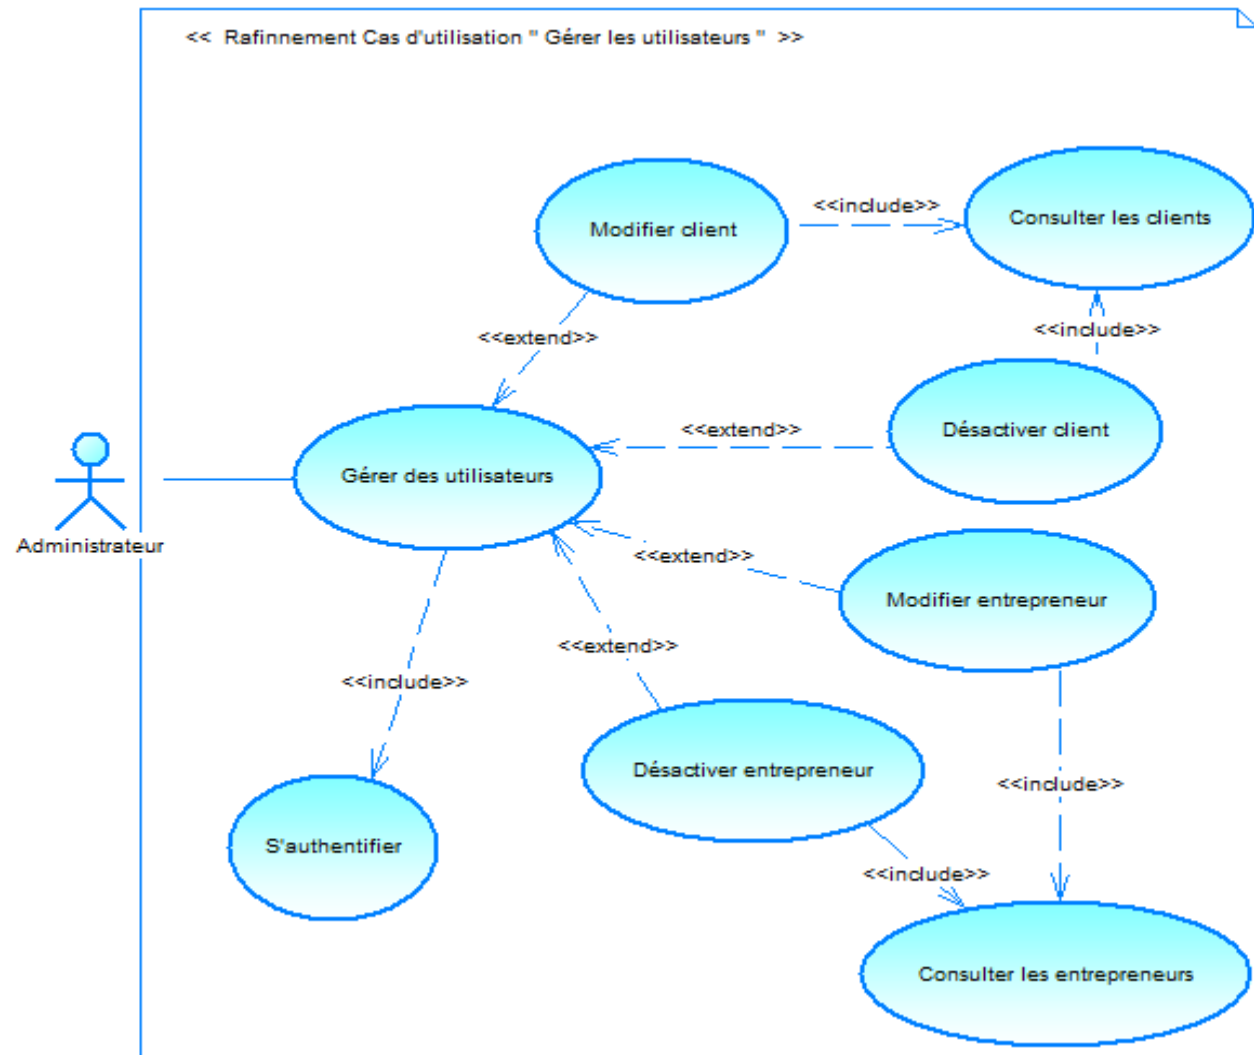 << Rafinnement Cas d'utilisation " Gérer les utilisateurs " >>
Modifier client
<<include>>
Consulter les clients
<<extend>>
<<include>>
<<extend>>
Désactiver client
Gérer des utilisateurs
Administrateur
<<extend>>
Modifier entrepreneur
<<extend>>
<<include>>
Désactiver entrepreneur
<<include>>
S'authentifier
<<include>>
Consulter les entrepreneurs